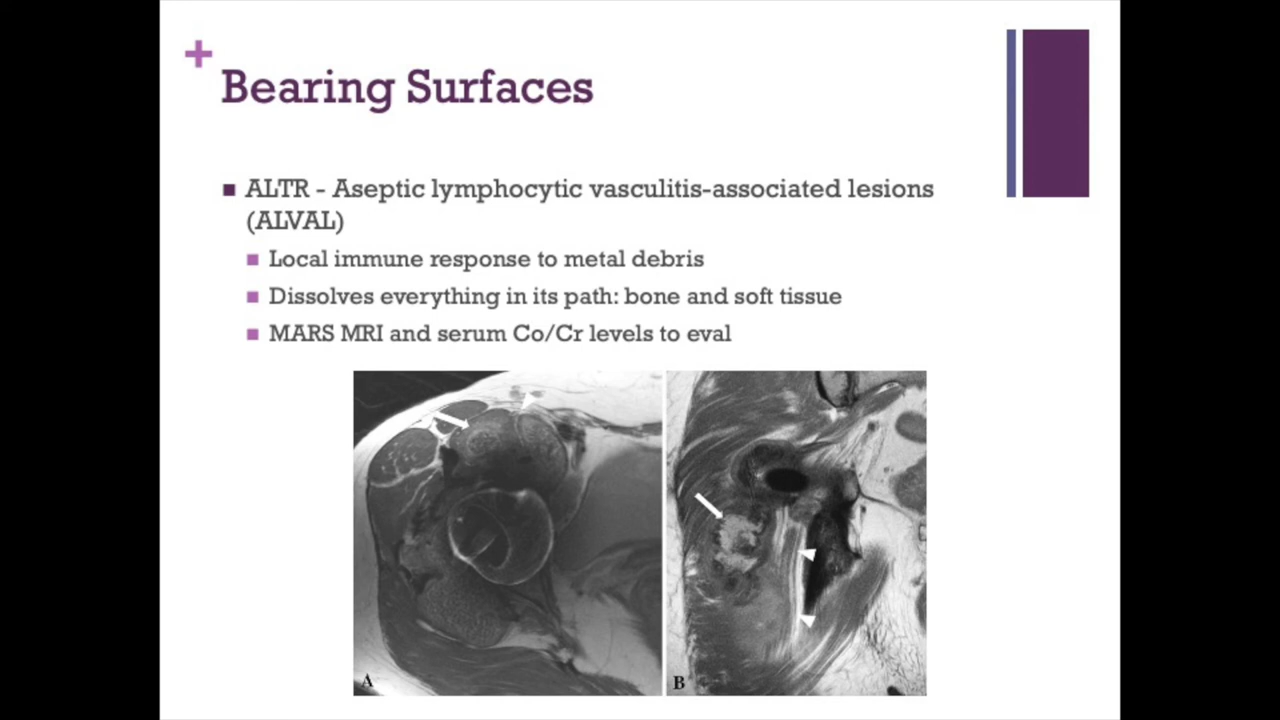 +
Bearing Surfaces
ALTR - Aseptic lymphocytic vasculitis-associated lesions
(ALVAL)
Local immune response to metal debris
Dissolves everything in its path: bone and soft tissue
MARS MRI and serum Co/Cr levels to eval
A
B